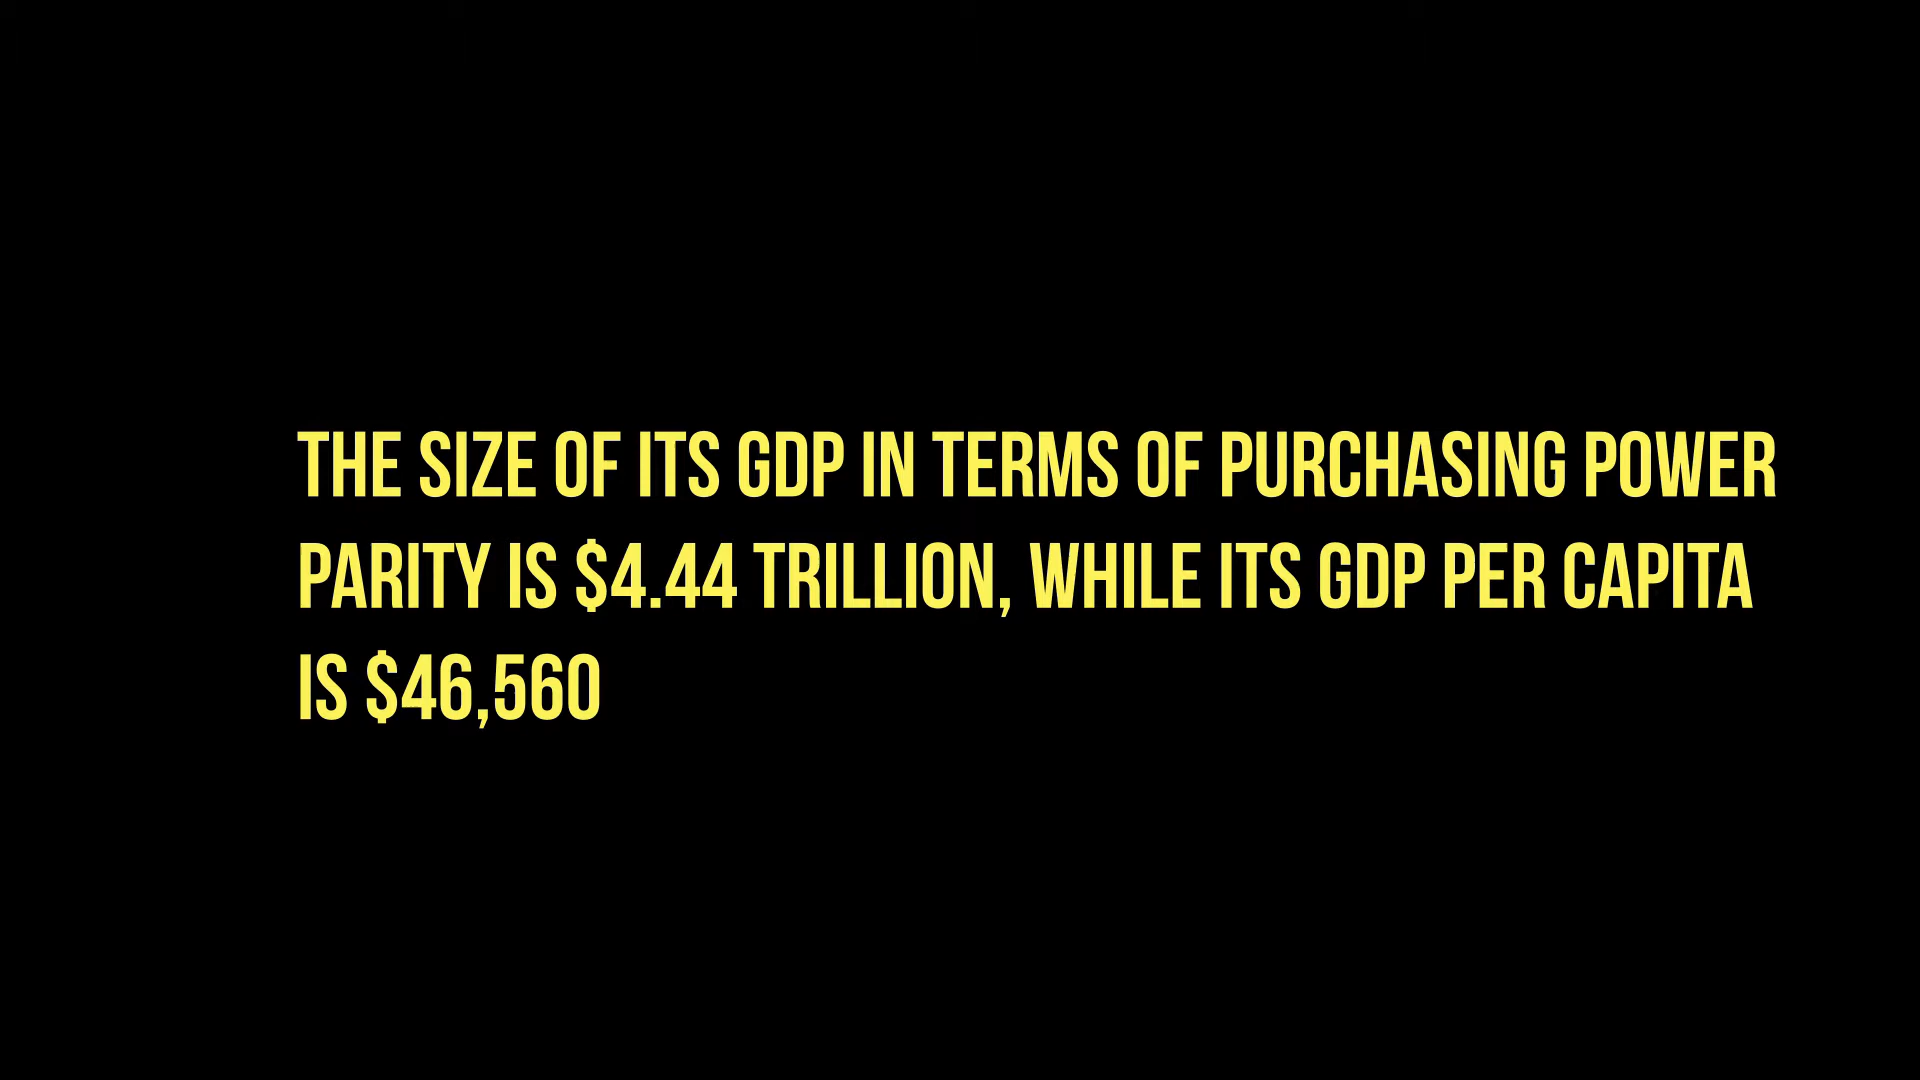 THE SIZE OF ITS GDP IN TERMS OF PURCHASING POWER
PARITY IS $4.44 TRILLION, WHILE ITS GDP PER CAPITA
IS $46,560